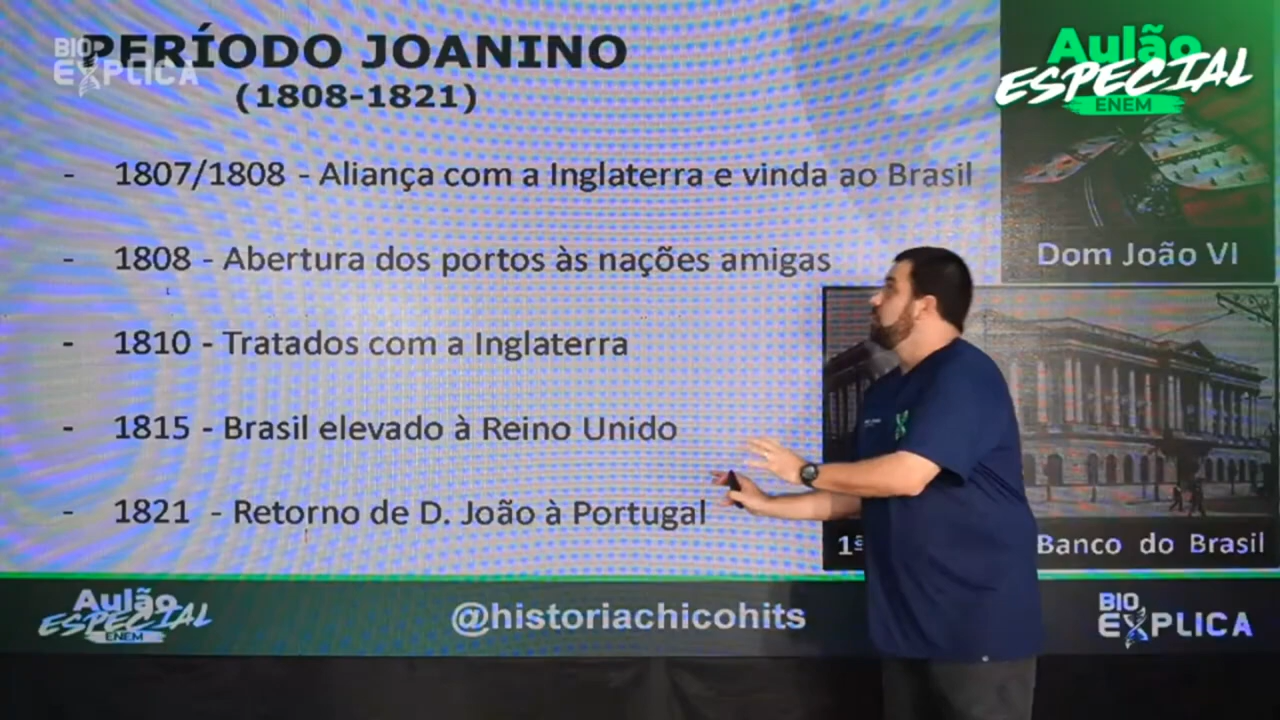 PERÍODO JOANINO
(1808-1821)
BIO
EXPLICA
Aulão
ESPECIAL
ENEM
- 1807/1808 - Aliança com a Inglaterra e vinda ao Brasil
- 1808 - Abertura dos portos às nações amigas
- 1810 - Tratados com a Inglaterra
- 1815 - Brasil elevado à Reino Unido
- 1821 - Retorno de D. João à Portugal
Dom João VI
1ª Banco do Brasil
Aulão
ESPECIAL
ENEM
@historiachicohits
BIO
EXPLICA